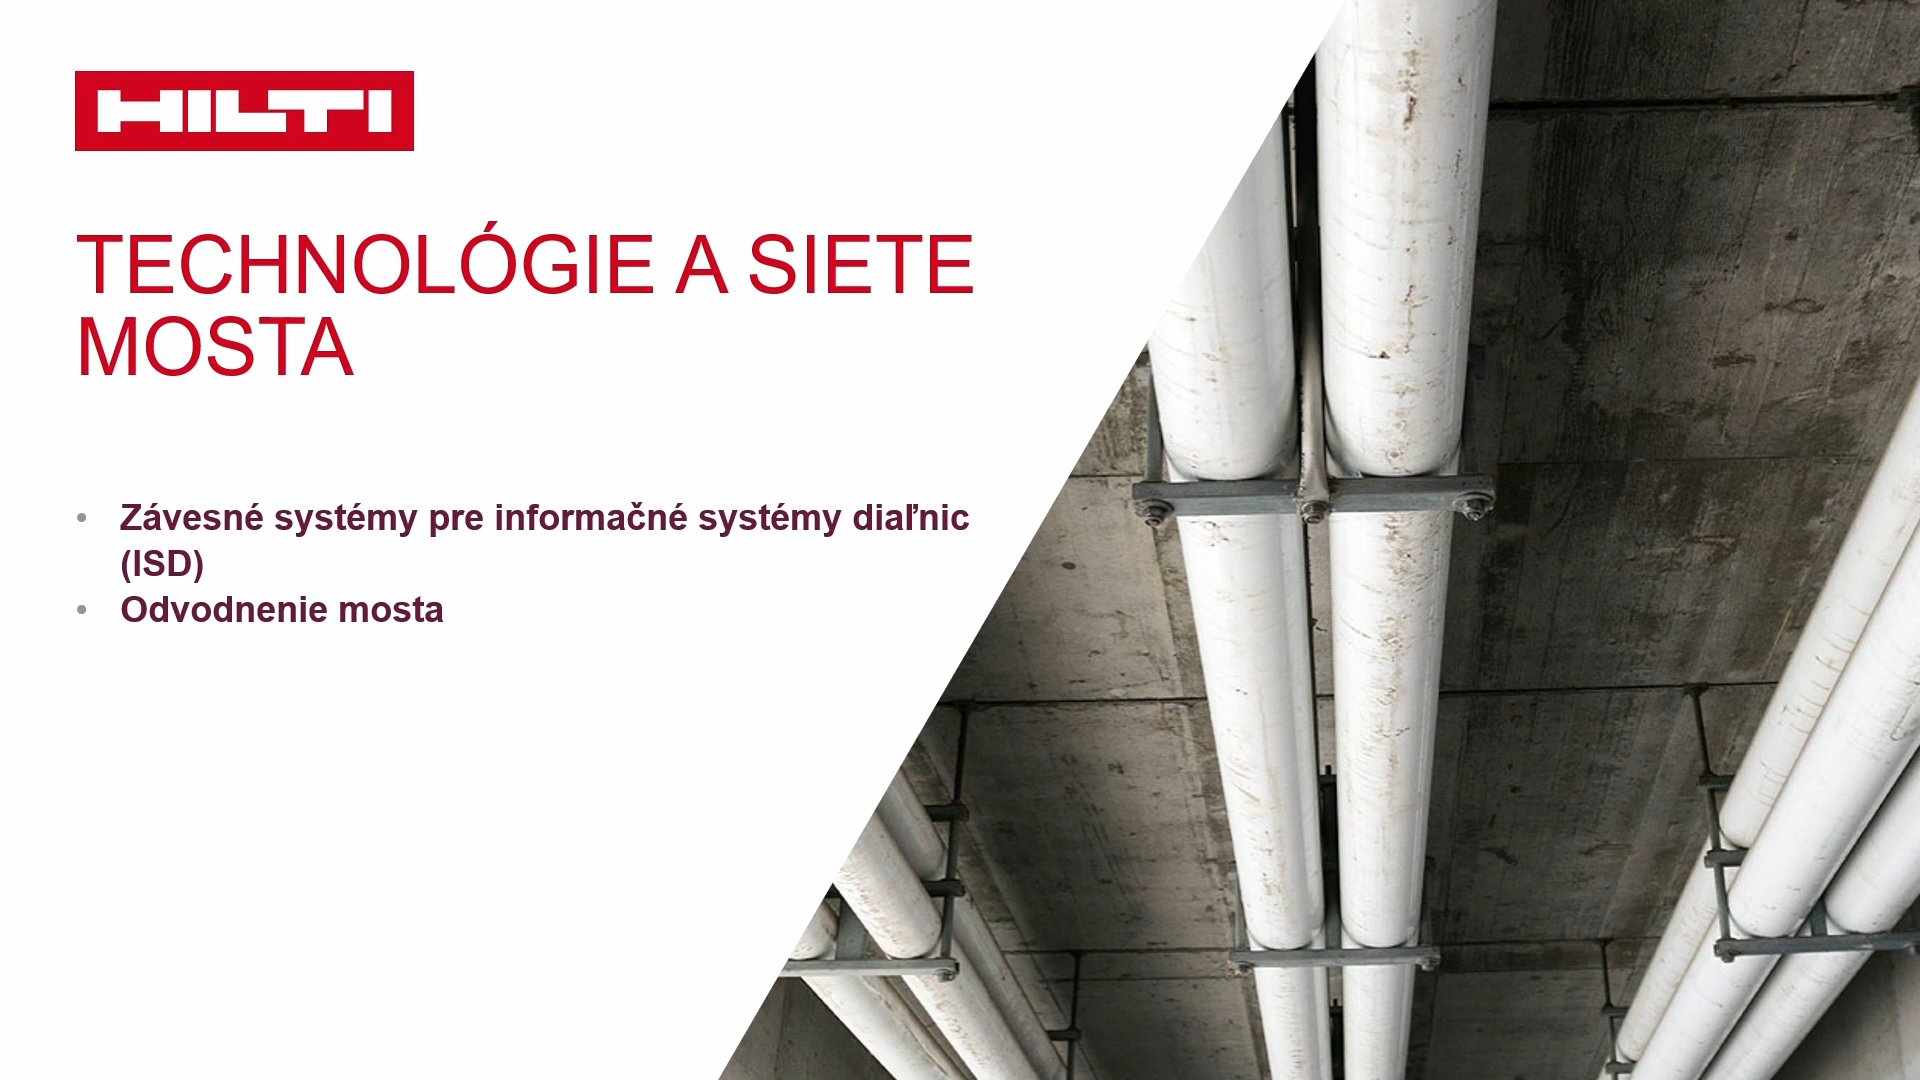 HILTI
TECHNOLÓGIE A SIETE
MOSTA
• Závesné systémy pre informačné systémy diaľnic
(ISD)
• Odvodnenie mosta